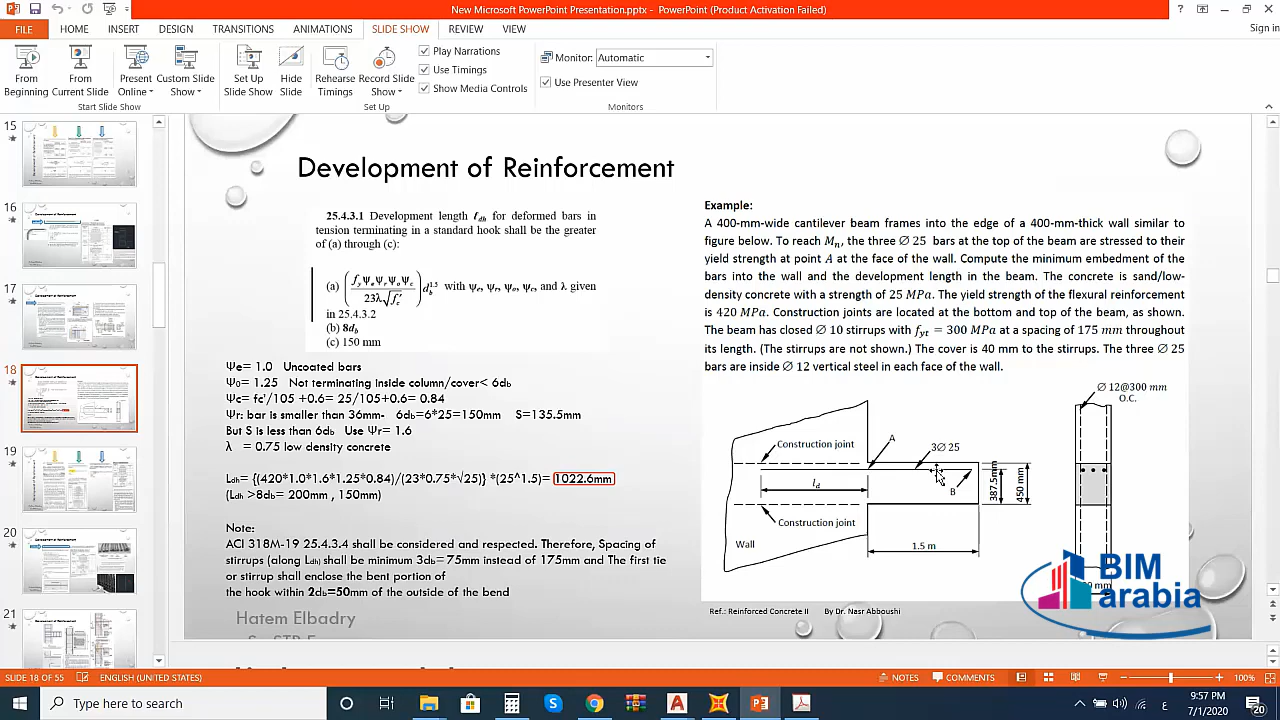 New Microsoft PowerPoint Presentation.pptx - PowerPoint (Product Activation Failed)
FILE HOME INSERT DESIGN TRANSITIONS ANIMATIONS SLIDE SHOW REVIEW VIEW Sign in
From Beginning
From Current Slide
Present Online
Custom Slide Show
Set Up Slide Show
Hide Slide
Rehearse Timings
Record Slide Show
Play Narrations
Use Timings
Show Media Controls
Monitor: Automatic
Use Presenter View
Start Slide Show
Set Up
Monitors
15
16
17
18
19
20
21
Development of Reinforcement
25.4.3.1 Development length ℓdh for deformed bars in
tension terminating in a standard hook shall be the greater
of (a) through (c):
(a) (fy Ψe Ψr Ψo Ψc / 23λ√fc′) db^1.5 with Ψe, Ψr, Ψo, Ψc and λ given
in 25.4.3.2
(b) 8db
(c) 150 mm
Ψe= 1.0 Uncoated bars
Ψo= 1.25 Not terminating inside column/cover< 6db
Ψc= fc'/105 +0.6= 25/105+0.6= 0.84
Ψr: bar is smaller than 36mm- 6db=6*25=150mm S=135.5mm
But S is less than 6db Use Ψr= 1.6
λ = 0.75 low density concrete
Ldh= {(420*1.0*1.6*1.25*0.84)/(23*0.75*√25)} *(25^1.5)= 1022.6mm
(Ldh >8db= 200mm , 150mm)
Note:
ACI 318M-19 25.4.3.4 shall be considered and respected. Therefore, Spacing of
stirrups (along Ld) shall be minimum 3db=75mm instead of 175mm and The first tie
or stirrup shall enclose the bent portion of
the hook within 2db=50mm of the outside of the bend
Hatem Elbadry
Example:
A 400-mm-wide cantilever beam frames into the edge of a 400-mm-thick wall similar to
figure below. To reach Mn, the three Ø 25 bars at the top of the beam are stressed to their
yield strength at point A at the face of the wall. Compute the minimum embedment of the
bars into the wall and the development length in the beam. The concrete is sand/low-
density concrete with a strength of 25 MPa. The yield strength of the flexural reinforcement
is 420 MPa. Construction joints are located at the bottom and top of the beam, as shown.
The beam has closed Ø 10 stirrups with fyt = 300 MPa at a spacing of 175 mm throughout
its length. (The stirrups are not shown.) The cover is 40 mm to the stirrups. The three Ø 25
bars are inside Ø 12 vertical steel in each face of the wall.
Ø 12@300 mm
O.C.
Construction joint
A
3Ø 25
ld
B
387.5mm
450 mm
Construction joint
Wall
1.5 m
BIM
arabia
Ref.: Reinforced Concrete II By Dr. Nasr Abboushi
SLIDE 18 OF 55 ENGLISH (UNITED STATES) NOTES COMMENTS 100%
Type here to search
9:57 PM
7/1/2020
20